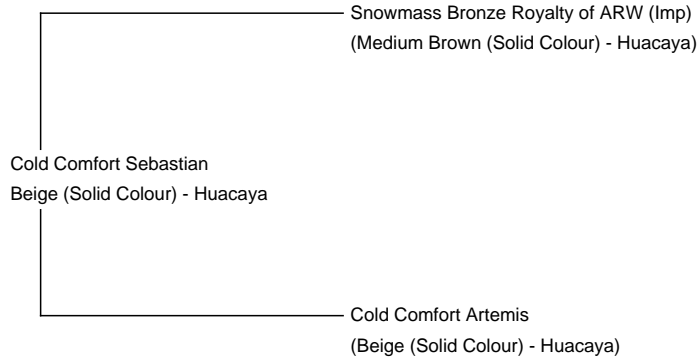 Snowmass Bronze Royalty of ARW (Imp)
(Medium Brown (Solid Colour) - Huacaya)
Cold Comfort Sebastian
Beige (Solid Colour) - Huacaya
Cold Comfort Artemis
(Beige (Solid Colour) - Huacaya)